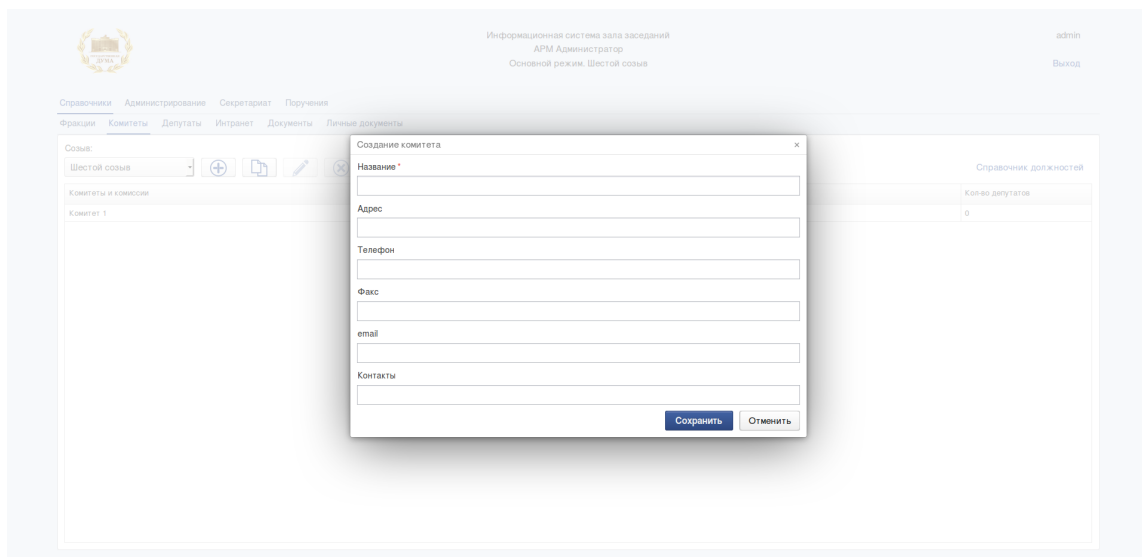 Информационная система зала заседаний
АРМ Администратор
Основной режим. Шестой созыв
admin
Выход
ДУМА
Справочники Администрирование Секретариат Поручения
Фракции Комитеты Депутаты Интранет Документы Личные документы
Созыв:
Шестой созыв
Справочник должностей
Комитеты и комиссии
Кол-во депутатов
Комитет 1
0
Создание комитета ×
Название *
Адрес
Телефон
Факс
email
Контакты
Сохранить Отменить